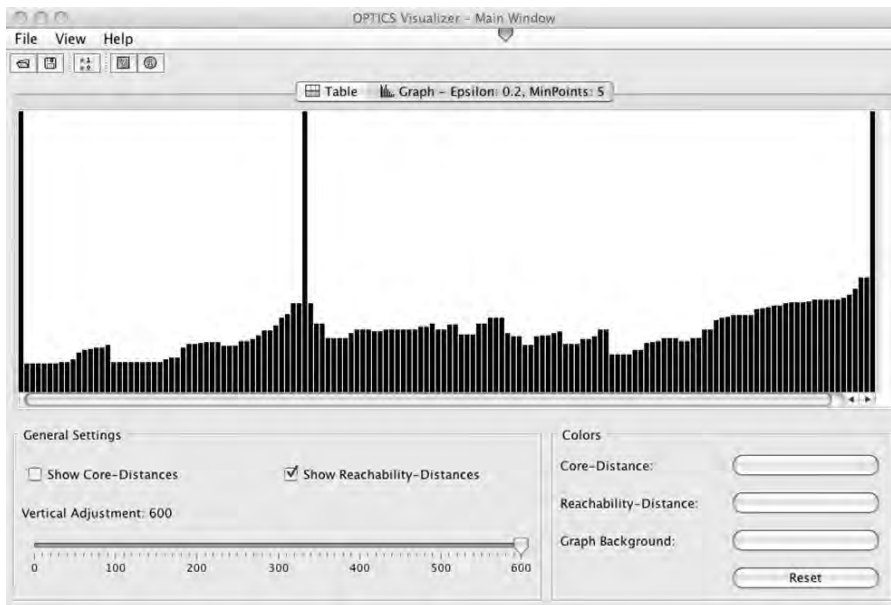 OPTICS Visualizer – Main Window
File View Help
Table Graph – Epsilon: 0.2, MinPoints: 5
General Settings
Show Core–Distances Show Reachability–Distances
Vertical Adjustment: 600
0 100 200 300 400 500 600
Colors
Core–Distance:
Reachability–Distance:
Graph Background:
Reset